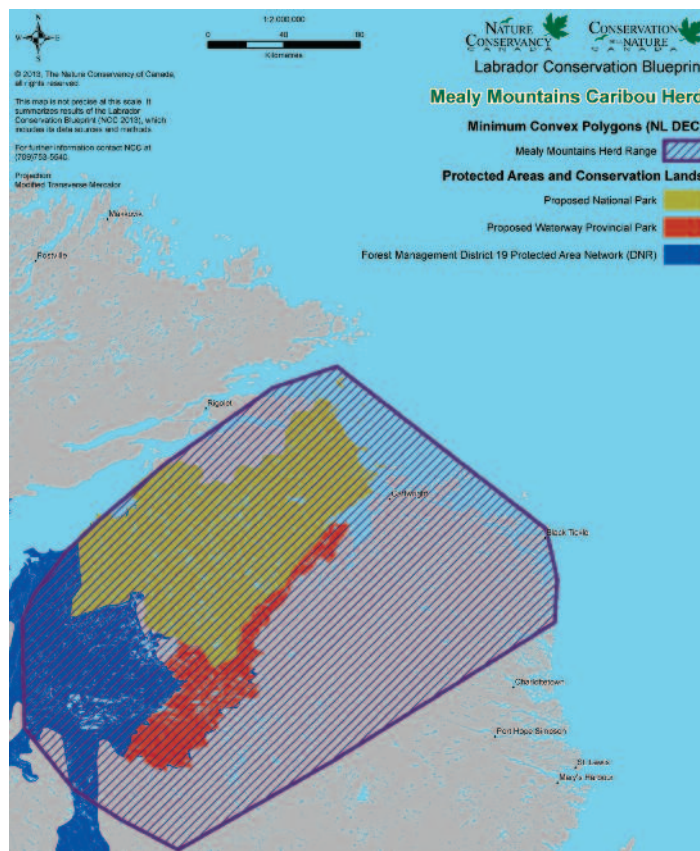 N
W E
S
1:2,000,000
0 40 80
Kilometres
© 2013, The Nature Conservancy of Canada,
all rights reserved.
This map is not precise at this scale. It
summarizes results of the Labrador
Conservation Blueprint (NCC 2013), which
includes its data sources and methods.
For further information contact NCC at
(709)753-5540.
Projection:
Modified Transverse Mercator
NATURE
CONSERVANCY
CANADA
CONSERVATION
NATURE
CANADA
Labrador Conservation Blueprin
Mealy Mountains Caribou Herd
Minimum Convex Polygons (NL DEC
Mealy Mountains Herd Range
Protected Areas and Conservation Lands
Proposed National Park
Proposed Waterway Provincial Park
Forest Management District 19 Protected Area Network (DNR)
Makkovik
Postville
Rigolet
Cartwright
Black Tickle
Charlottetown
Port Hope Simpson
St. Lewis
Mary's Harbour